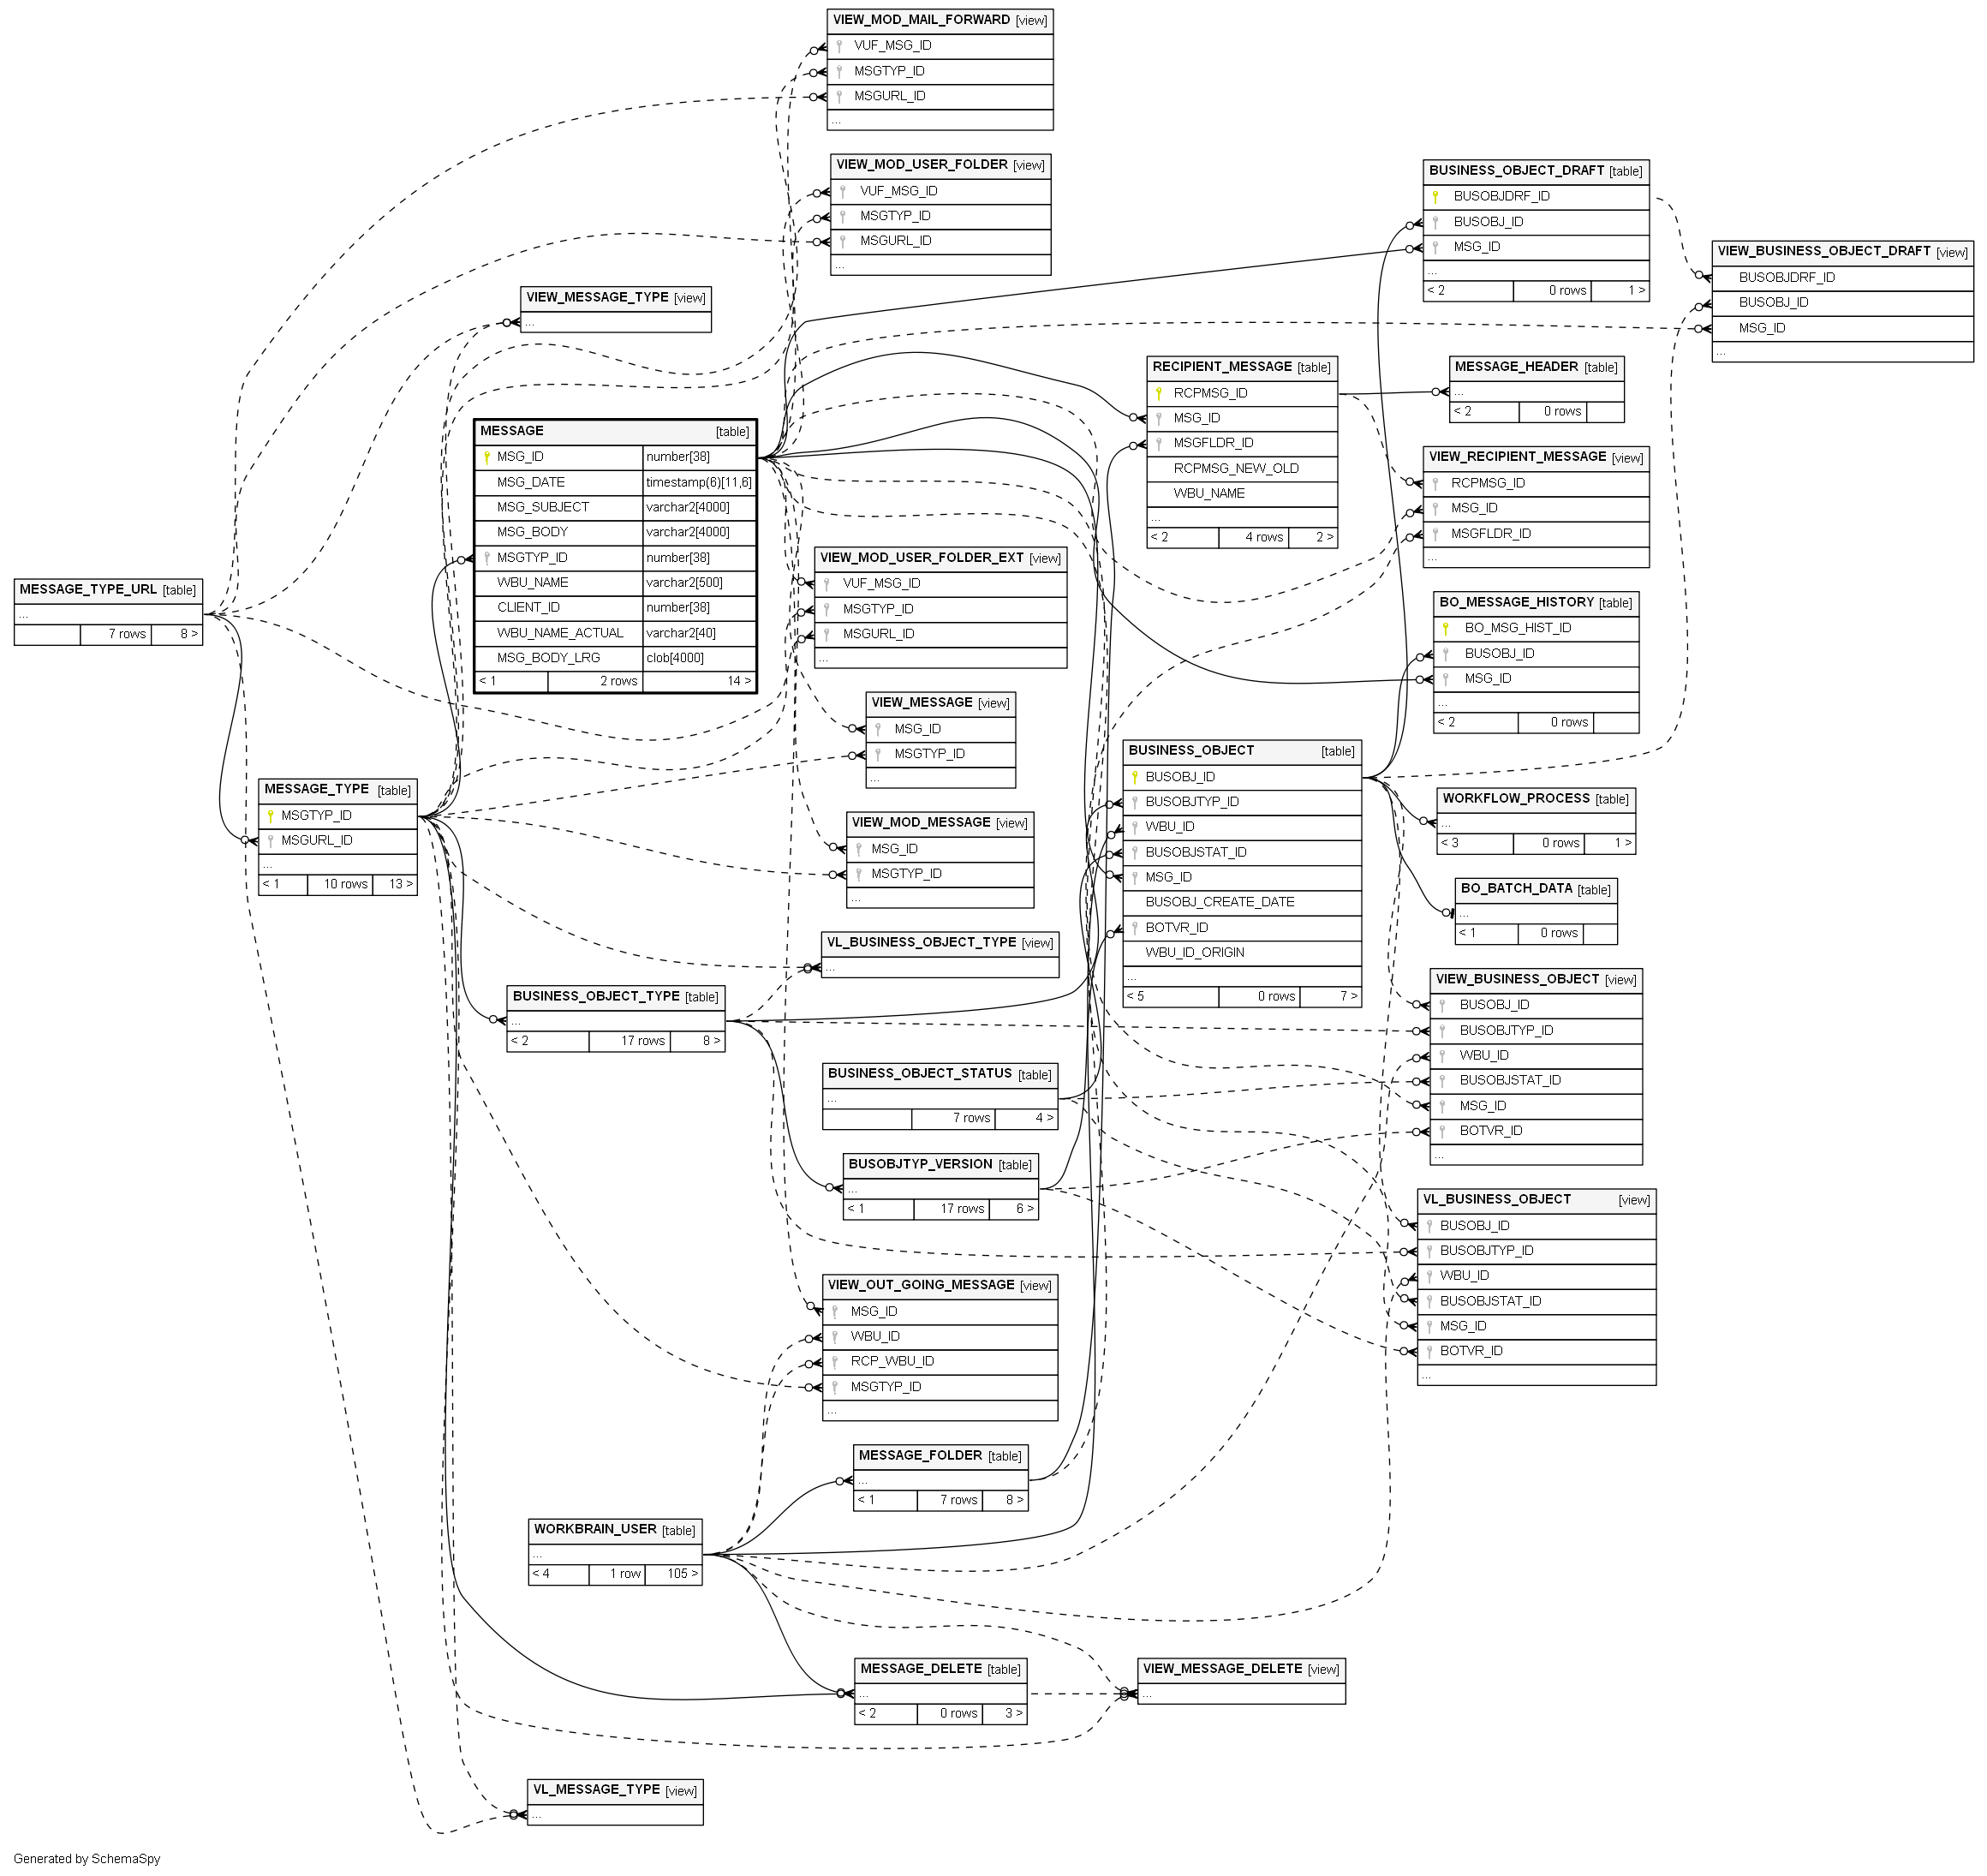 VIEW_MOD_MAIL_FORWARD [view]
VUF_MSG_ID
MSGTYP_ID
MSGURL_ID
...
VIEW_MOD_USER_FOLDER [view]
VUF_MSG_ID
MSGTYP_ID
MSGURL_ID
...
BUSINESS_OBJECT_DRAFT [table]
BUSOBJDRF_ID
BUSOBJ_ID
MSG_ID
...
< 2 0 rows 1 >
VIEW_BUSINESS_OBJECT_DRAFT [view]
BUSOBJDRF_ID
BUSOBJ_ID
MSG_ID
...
VIEW_MESSAGE_TYPE [view]
...
RECIPIENT_MESSAGE [table]
RCPMSG_ID
MSG_ID
MSGFLDR_ID
RCPMSG_NEW_OLD
WBU_NAME
...
< 2 4 rows 2 >
MESSAGE_HEADER [table]
...
< 2 0 rows
MESSAGE [table]
MSG_ID number[38]
MSG_DATE timestamp(6)[11,6]
MSG_SUBJECT varchar2[4000]
MSG_BODY varchar2[4000]
MSGTYP_ID number[38]
WBU_NAME varchar2[500]
CLIENT_ID number[38]
WBU_NAME_ACTUAL varchar2[40]
MSG_BODY_LRG clob[4000]
< 1 2 rows 14 >
VIEW_RECIPIENT_MESSAGE [view]
RCPMSG_ID
MSG_ID
MSGFLDR_ID
...
VIEW_MOD_USER_FOLDER_EXT [view]
VUF_MSG_ID
MSGTYP_ID
MSGURL_ID
...
MESSAGE_TYPE_URL [table]
...
7 rows 8 >
BO_MESSAGE_HISTORY [table]
BO_MSG_HIST_ID
BUSOBJ_ID
MSG_ID
...
< 2 0 rows
VIEW_MESSAGE [view]
MSG_ID
MSGTYP_ID
...
BUSINESS_OBJECT [table]
BUSOBJ_ID
BUSOBJTYP_ID
WBU_ID
BUSOBJSTAT_ID
MSG_ID
BUSOBJ_CREATE_DATE
BOTVR_ID
WBU_ID_ORIGIN
...
< 5 0 rows 7 >
MESSAGE_TYPE [table]
MSGTYP_ID
MSGURL_ID
...
< 1 10 rows 13 >
WORKFLOW_PROCESS [table]
...
< 3 0 rows 1 >
VIEW_MOD_MESSAGE [view]
MSG_ID
MSGTYP_ID
...
BO_BATCH_DATA [table]
...
< 1 0 rows
VL_BUSINESS_OBJECT_TYPE [view]
...
VIEW_BUSINESS_OBJECT [view]
BUSOBJ_ID
BUSOBJTYP_ID
WBU_ID
BUSOBJSTAT_ID
MSG_ID
BOTVR_ID
...
BUSINESS_OBJECT_TYPE [table]
...
< 2 17 rows 8 >
BUSINESS_OBJECT_STATUS [table]
...
7 rows 4 >
BUSOBJTYP_VERSION [table]
...
< 1 17 rows 6 >
VL_BUSINESS_OBJECT [view]
BUSOBJ_ID
BUSOBJTYP_ID
WBU_ID
BUSOBJSTAT_ID
MSG_ID
BOTVR_ID
...
VIEW_OUT_GOING_MESSAGE [view]
MSG_ID
WBU_ID
RCP_WBU_ID
MSGTYP_ID
...
MESSAGE_FOLDER [table]
...
< 1 7 rows 8 >
WORKBRAIN_USER [table]
...
< 4 1 row 105 >
MESSAGE_DELETE [table]
...
< 2 0 rows 3 >
VIEW_MESSAGE_DELETE [view]
...
VL_MESSAGE_TYPE [view]
...
Generated by SchemaSpy